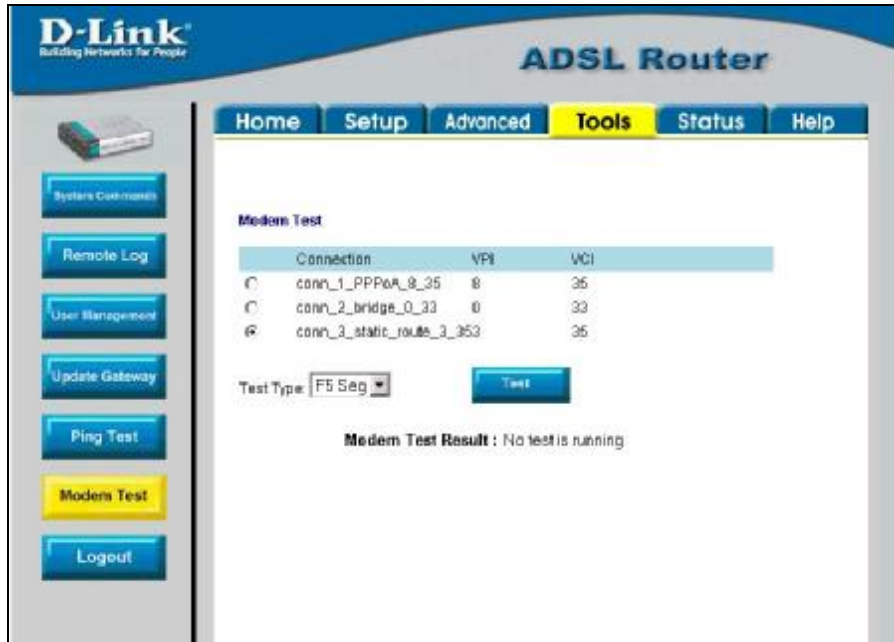 D-Link
Building Networks for People
ADSL Router
Home Setup Advanced Tools Status Help
System Commands
Remote Log
User Management
Update Gateway
Ping Test
Modem Test
Logout
Modem Test
Connection VPI VCI
conn_1_PPPoA_8_35 8 35
conn_2_bridge_0_33 0 33
conn_3_static_route_3_353 35
Test Type: F5 Seg Test
Modem Test Result : No test is running